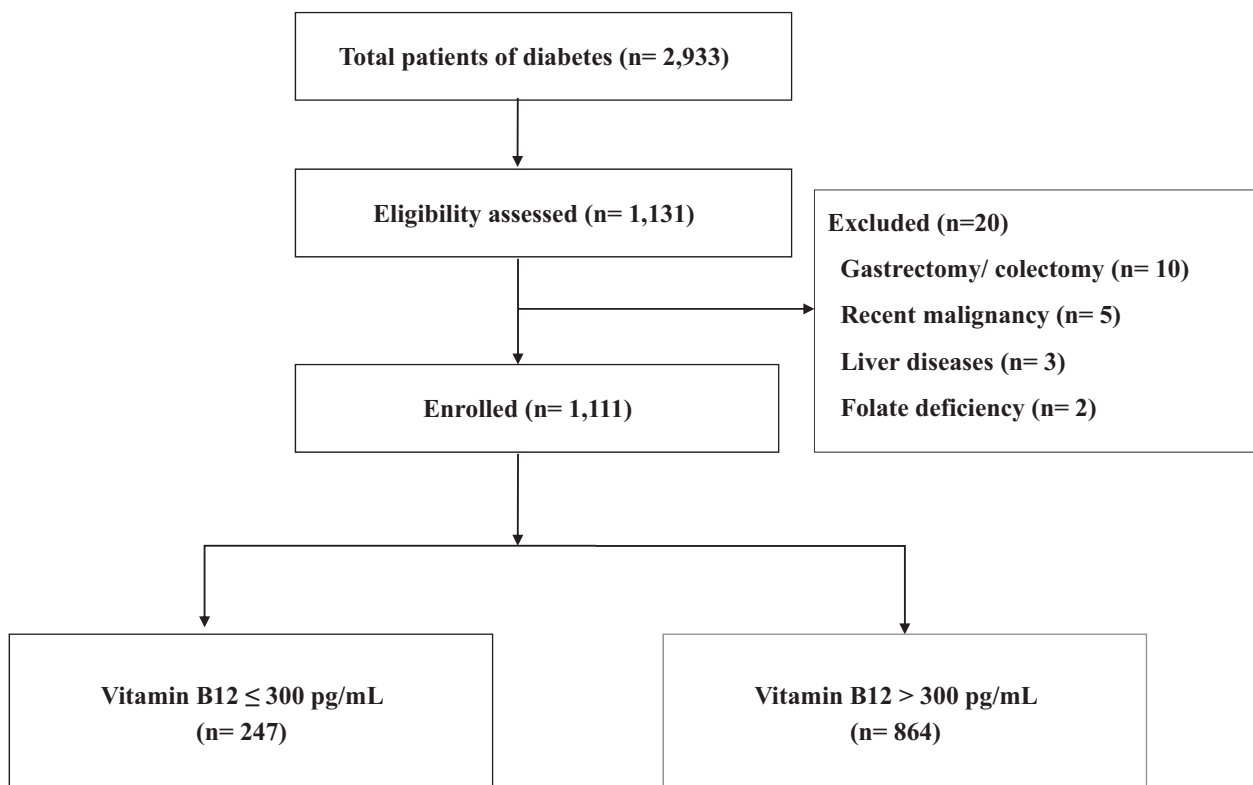 Total patients of diabetes (n= 2,933)
Eligibility assessed (n= 1,131)
Excluded (n=20)
Gastrectomy/ colectomy (n= 10)
Recent malignancy (n= 5)
Liver diseases (n= 3)
Folate deficiency (n= 2)
Enrolled (n= 1,111)
Vitamin B12 ≤ 300 pg/mL
(n= 247)
Vitamin B12 > 300 pg/mL
(n= 864)